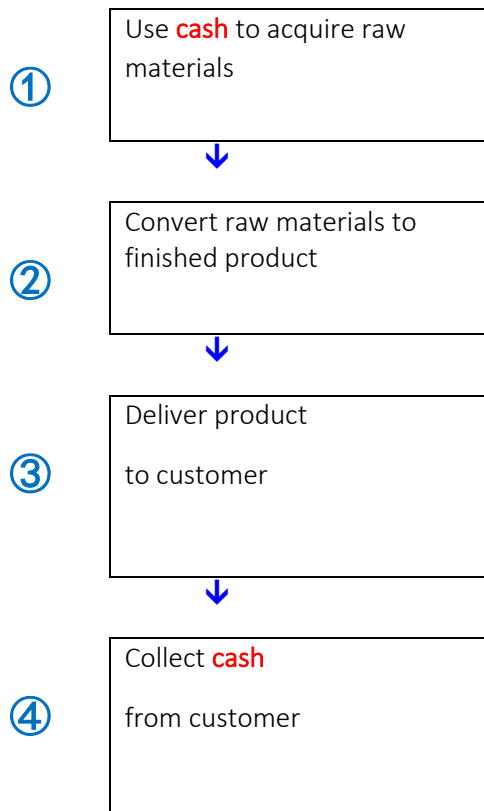 Use cash to acquire raw
materials
①
Convert raw materials to
finished product
②
Deliver product
to customer
③
Collect cash
from customer
④